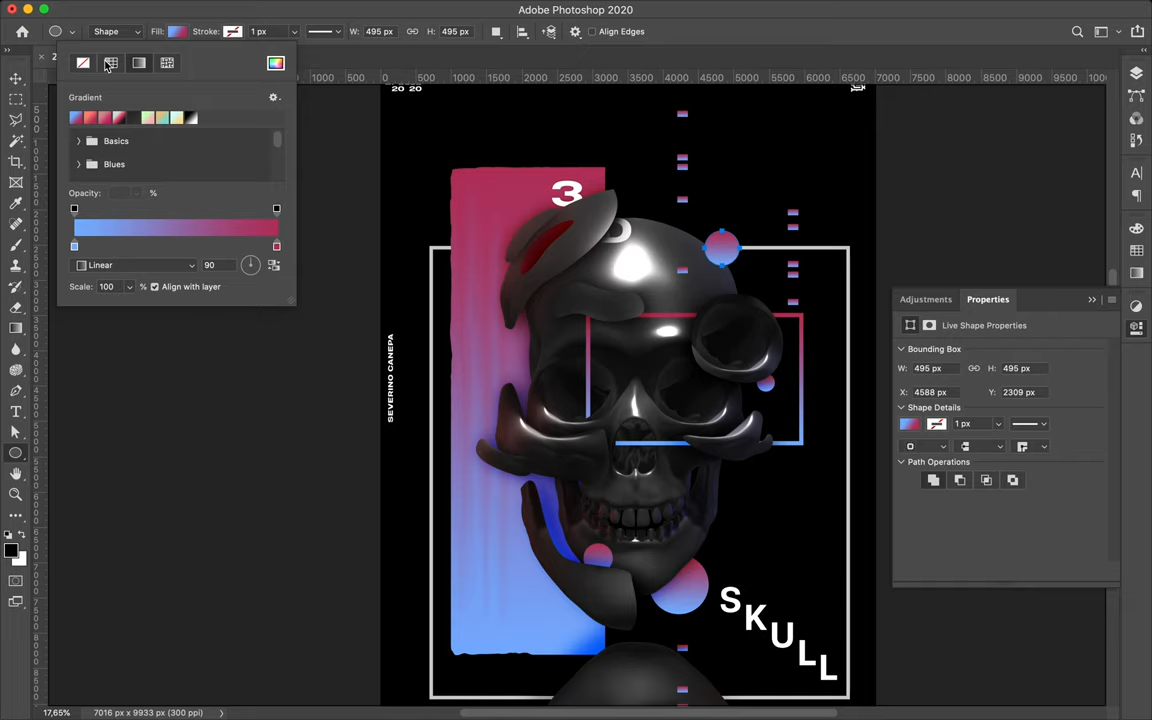 Adobe Photoshop 2020
Shape Fill: Stroke: 1 px W: 495 px H: 495 px Align Edges
Gradient
Basics
Blues
Opacity: %
Linear 90
Scale: 100 % Align with layer
1000 500 0 500 1000 1500 2000 2500 3000 3500 4000 4500 5000 5500 6000 6500 7000 7500 8000 8500 9000 9500
20 20
3
D
SEVERINO CANEPA
SKULL
Adjustments Properties
Live Shape Properties
Bounding Box
W: 495 px H: 495 px
X: 4588 px Y: 2309 px
Shape Details
1 px
Path Operations
17,65% 7016 px x 9933 px (300 ppi)